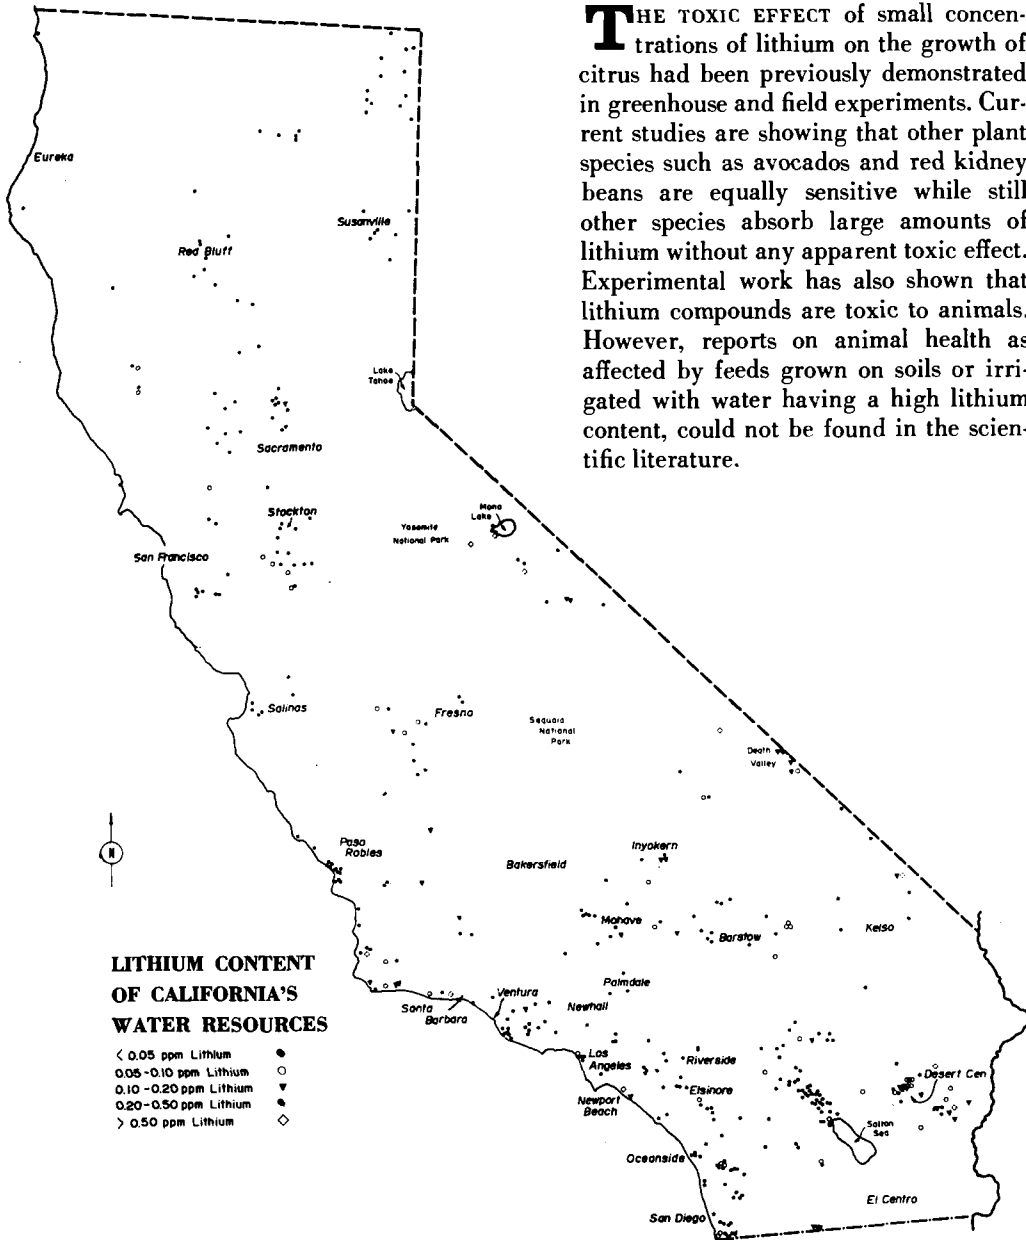 THE TOXIC EFFECT of small concen-
trations of lithium on the growth of
citrus had been previously demonstrated
in greenhouse and field experiments. Cur-
rent studies are showing that other plant
species such as avocados and red kidney
beans are equally sensitive while still
other species absorb large amounts of
lithium without any apparent toxic effect.
Experimental work has also shown that
lithium compounds are toxic to animals.
However, reports on animal health as
affected by feeds grown on soils or irri-
gated with water having a high lithium
content, could not be found in the scien-
tific literature.
Eureka
Susanville
Red Bluff
Lake
Tahoe
Sacramento
Stockton
Mono
Lake
Yosemite
National Park
San Francisco
Salinas
Fresno
Sequoia
National
Park
Death
Valley
N
Paso
Robles
Inyokern
Bakersfield
Mohave
Barstow
Kelso
Palmdale
Newhall
Ventura
Santa
Barbara
Los
Angeles
Riverside
Elsinore
Newport
Beach
Desert Cen
Salton
Sea
Oceanside
El Centro
San Diego
LITHIUM CONTENT
OF CALIFORNIA'S
WATER RESOURCES
< 0.05 ppm Lithium
0.05-0.10 ppm Lithium
0.10-0.20 ppm Lithium
0.20-0.50 ppm Lithium
> 0.50 ppm Lithium